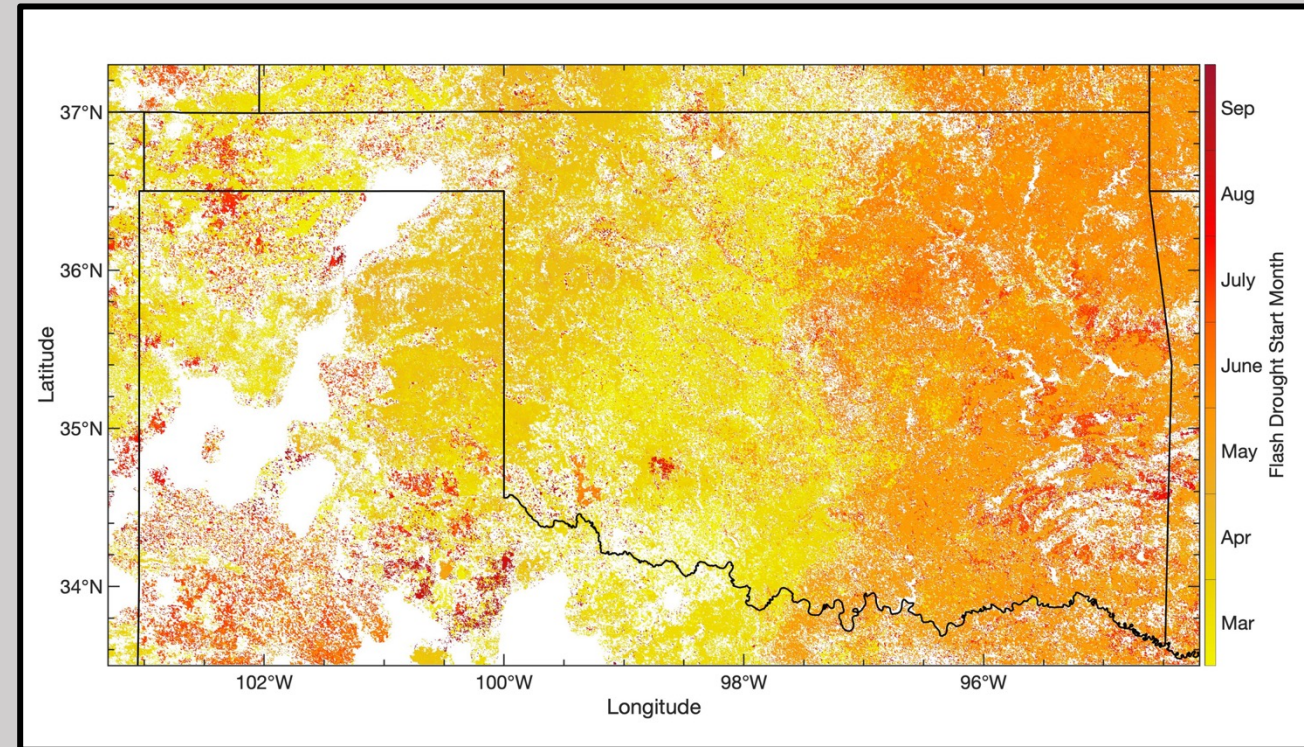 37°N
36°N
35°N
34°N
Latitude
102°W
100°W
98°W
96°W
Longitude
Sep
Aug
July
June
May
Apr
Mar
Flash Drought Start Month